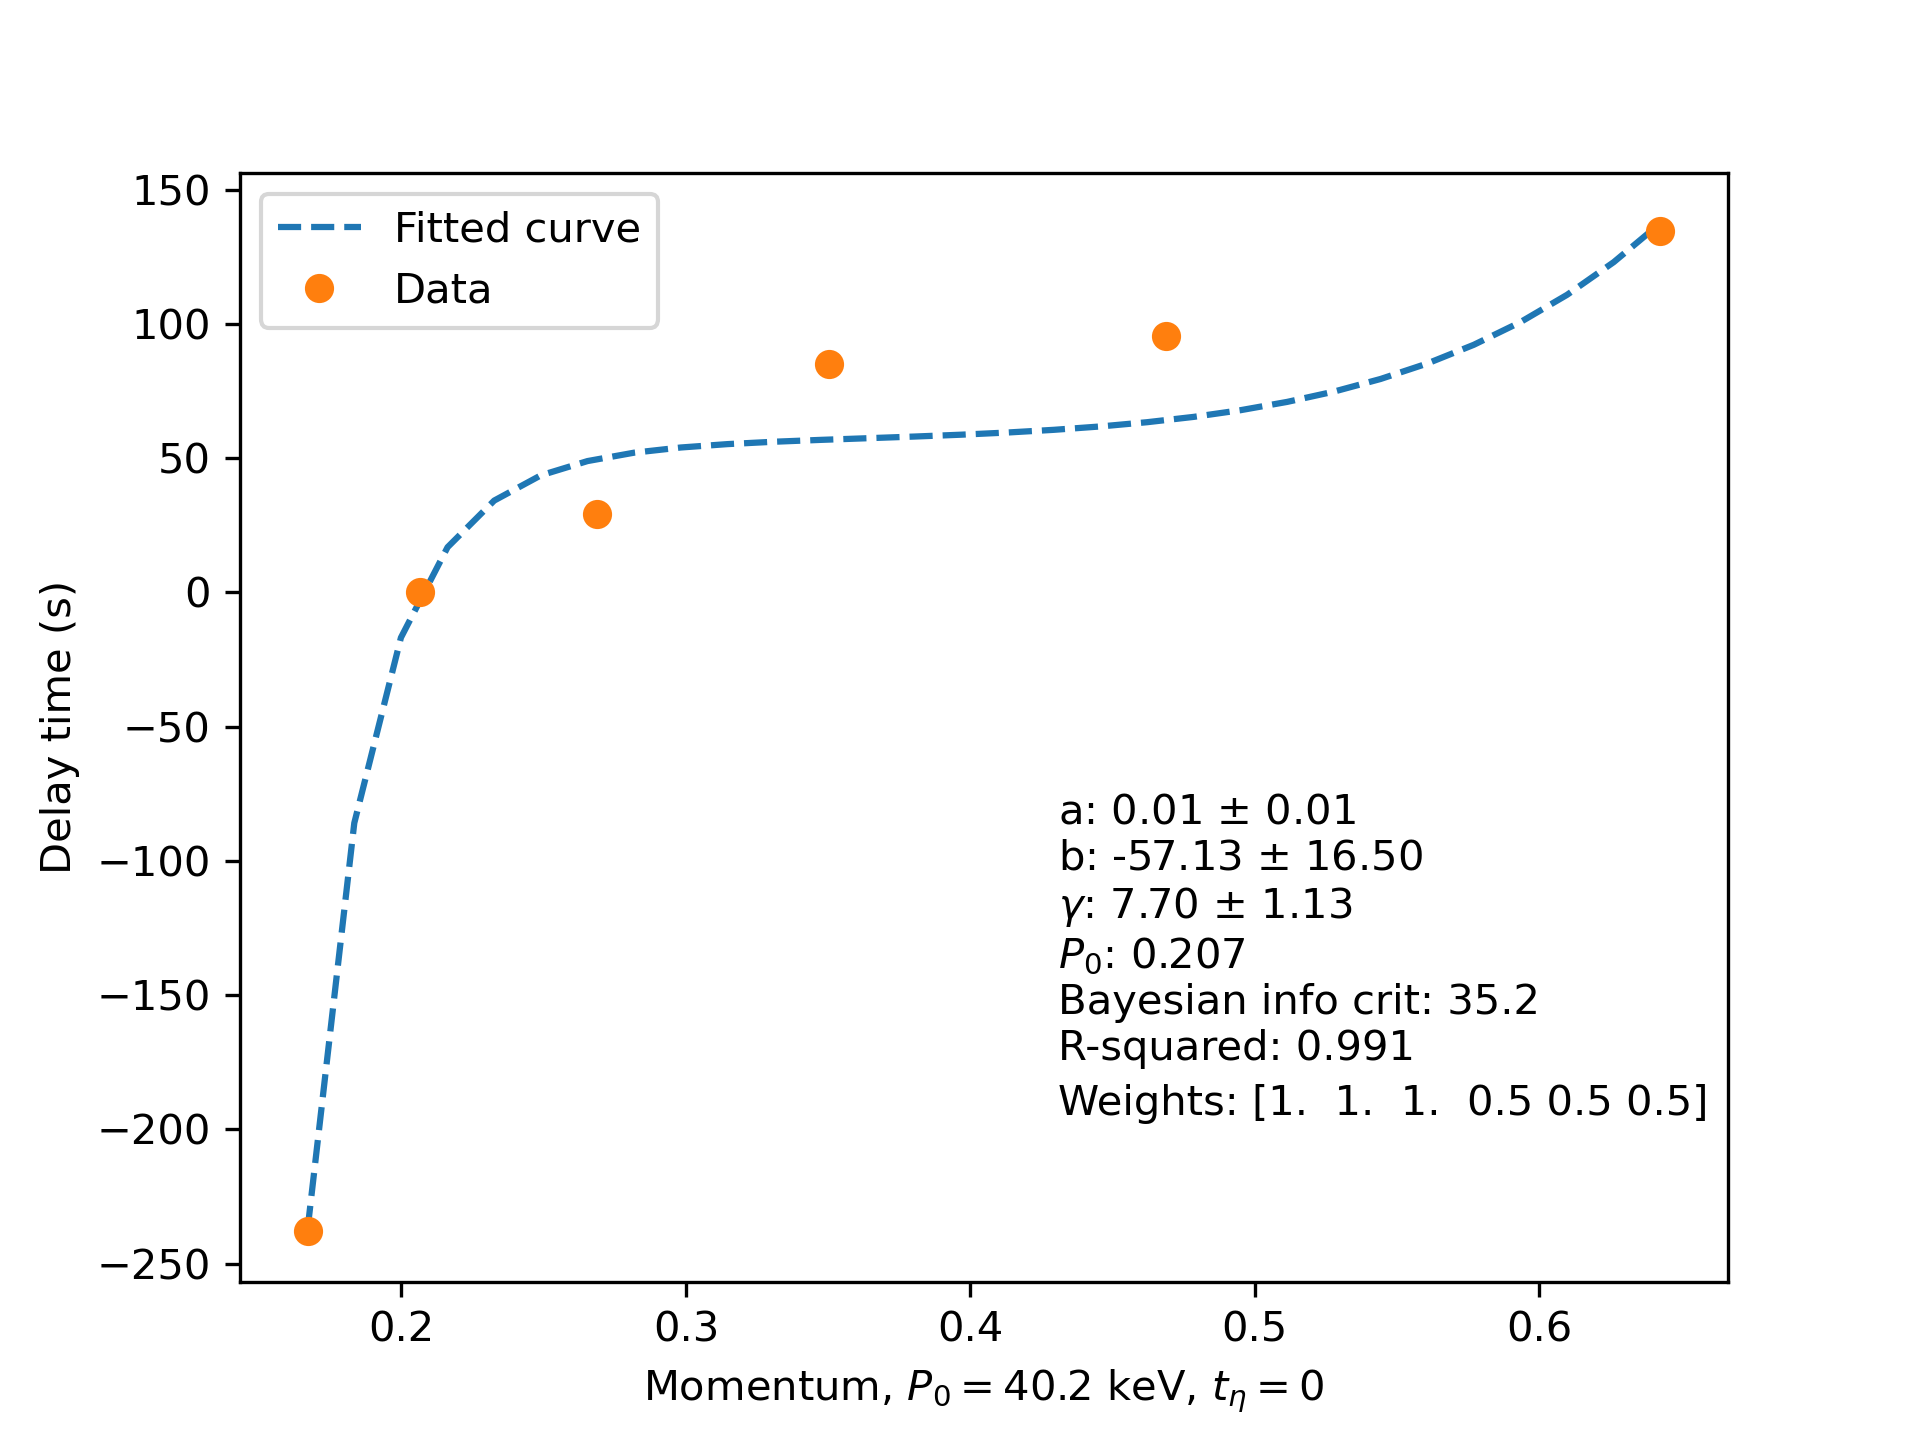 Fitted curve
Data
150
100
50
0
−50
−100
−150
−200
−250
Delay time (s)
a: 0.01 ± 0.01
b: -57.13 ± 16.50
γ: 7.70 ± 1.13
P₀: 0.207
Bayesian info crit: 35.2
R-squared: 0.991
Weights: [1.  1.  1.  0.5 0.5 0.5]
0.2 0.3 0.4 0.5 0.6
Momentum, P₀ = 40.2 keV, t_η = 0